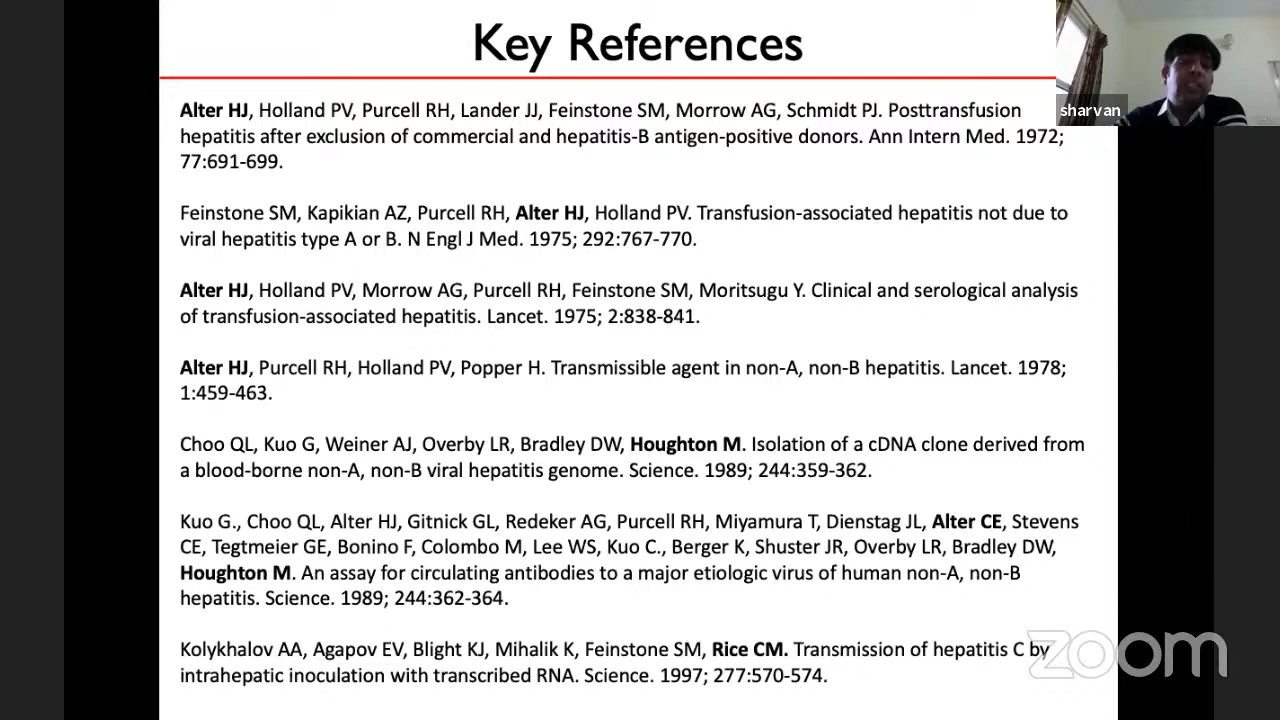 Key References
sharvan
Alter HJ, Holland PV, Purcell RH, Lander JJ, Feinstone SM, Morrow AG, Schmidt PJ. Posttransfusion
hepatitis after exclusion of commercial and hepatitis-B antigen-positive donors. Ann Intern Med. 1972;
77:691-699.
Feinstone SM, Kapikian AZ, Purcell RH, Alter HJ, Holland PV. Transfusion-associated hepatitis not due to
viral hepatitis type A or B. N Engl J Med. 1975; 292:767-770.
Alter HJ, Holland PV, Morrow AG, Purcell RH, Feinstone SM, Moritsugu Y. Clinical and serological analysis
of transfusion-associated hepatitis. Lancet. 1975; 2:838-841.
Alter HJ, Purcell RH, Holland PV, Popper H. Transmissible agent in non-A, non-B hepatitis. Lancet. 1978;
1:459-463.
Choo QL, Kuo G, Weiner AJ, Overby LR, Bradley DW, Houghton M. Isolation of a cDNA clone derived from
a blood-borne non-A, non-B viral hepatitis genome. Science. 1989; 244:359-362.
Kuo G., Choo QL, Alter HJ, Gitnick GL, Redeker AG, Purcell RH, Miyamura T, Dienstag JL, Alter CE, Stevens
CE, Tegtmeier GE, Bonino F, Colombo M, Lee WS, Kuo C., Berger K, Shuster JR, Overby LR, Bradley DW,
Houghton M. An assay for circulating antibodies to a major etiologic virus of human non-A, non-B
hepatitis. Science. 1989; 244:362-364.
Kolykhalov AA, Agapov EV, Blight KJ, Mihalik K, Feinstone SM, Rice CM. Transmission of hepatitis C by
intrahepatic inoculation with transcribed RNA. Science. 1997; 277:570-574.
zoom